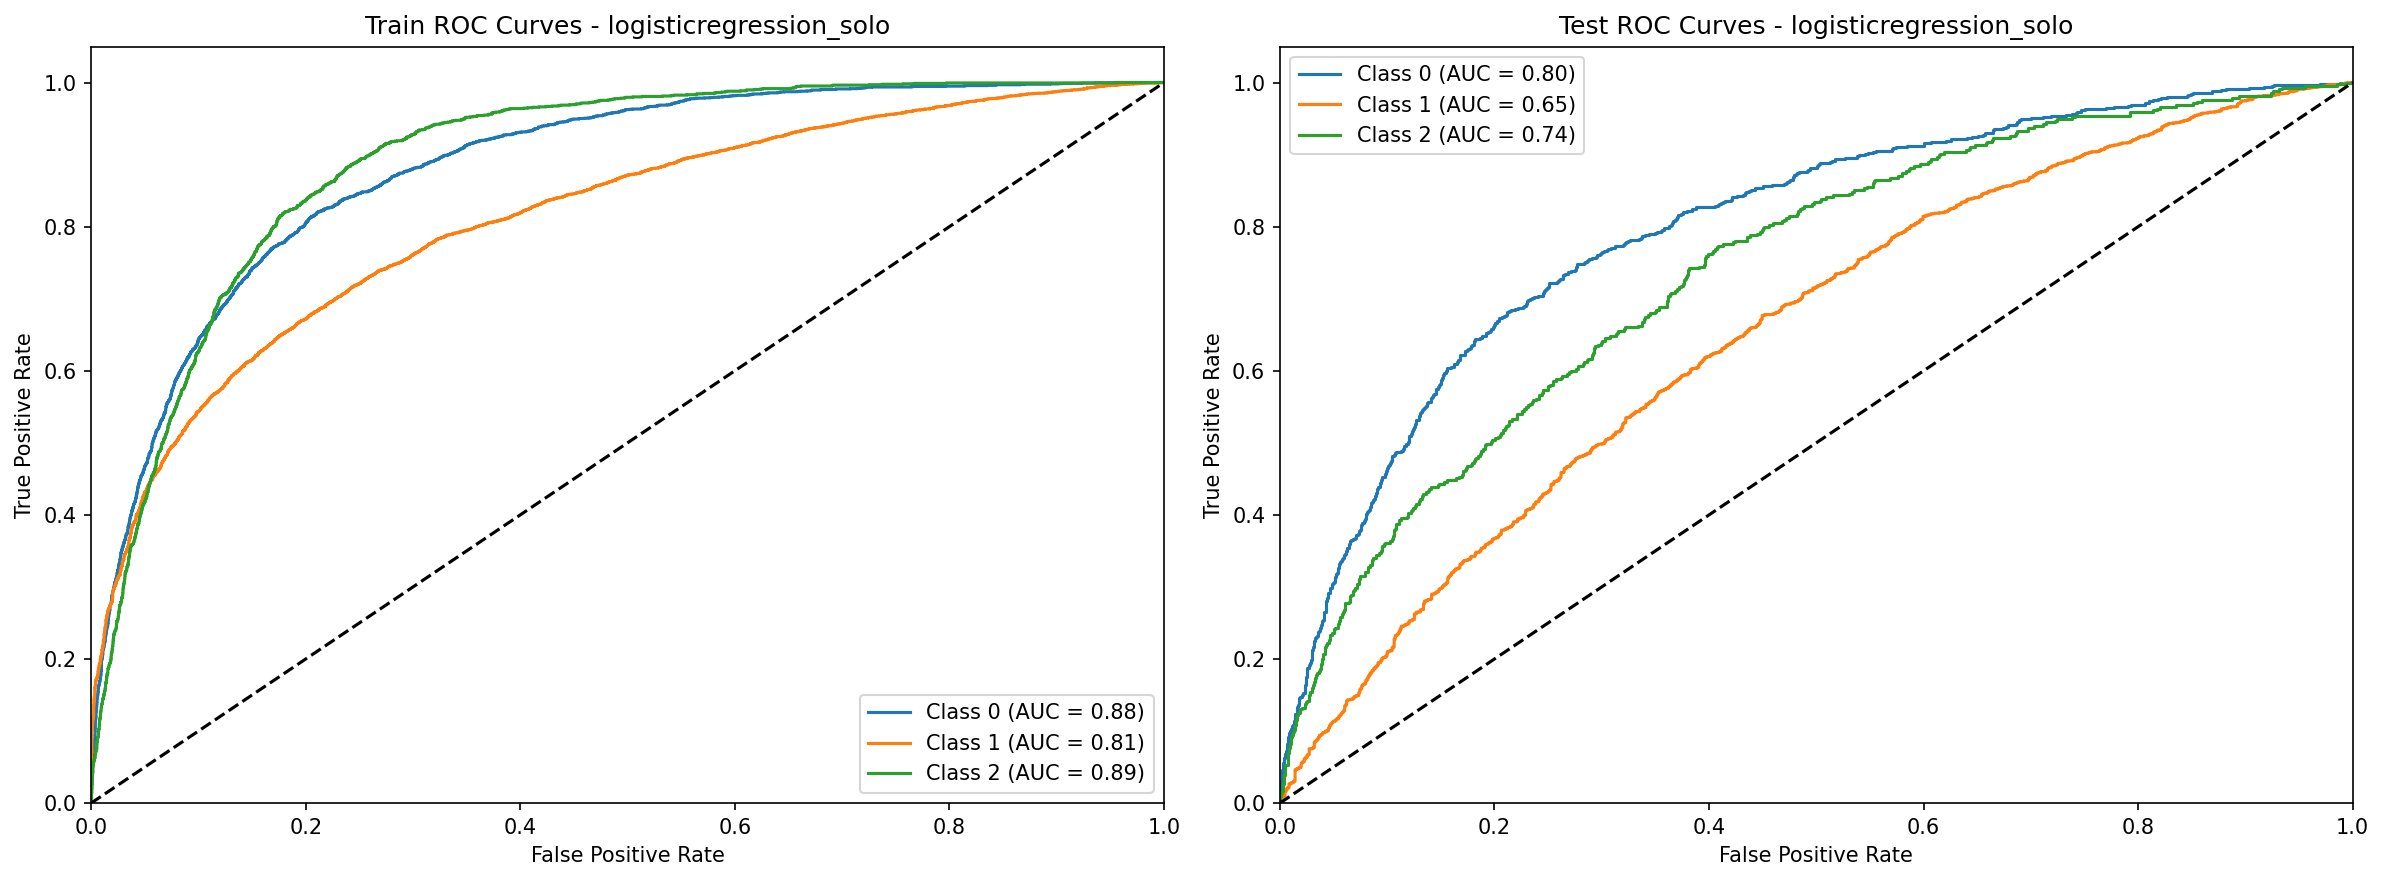 Train ROC Curves - logisticregression_solo
True Positive Rate
1.0
0.8
0.6
0.4
0.2
0.0
Class 0 (AUC = 0.88)
Class 1 (AUC = 0.81)
Class 2 (AUC = 0.89)
0.0 0.2 0.4 0.6 0.8 1.0
False Positive Rate
Test ROC Curves - logisticregression_solo
True Positive Rate
1.0
0.8
0.6
0.4
0.2
0.0
Class 0 (AUC = 0.80)
Class 1 (AUC = 0.65)
Class 2 (AUC = 0.74)
0.0 0.2 0.4 0.6 0.8 1.0
False Positive Rate